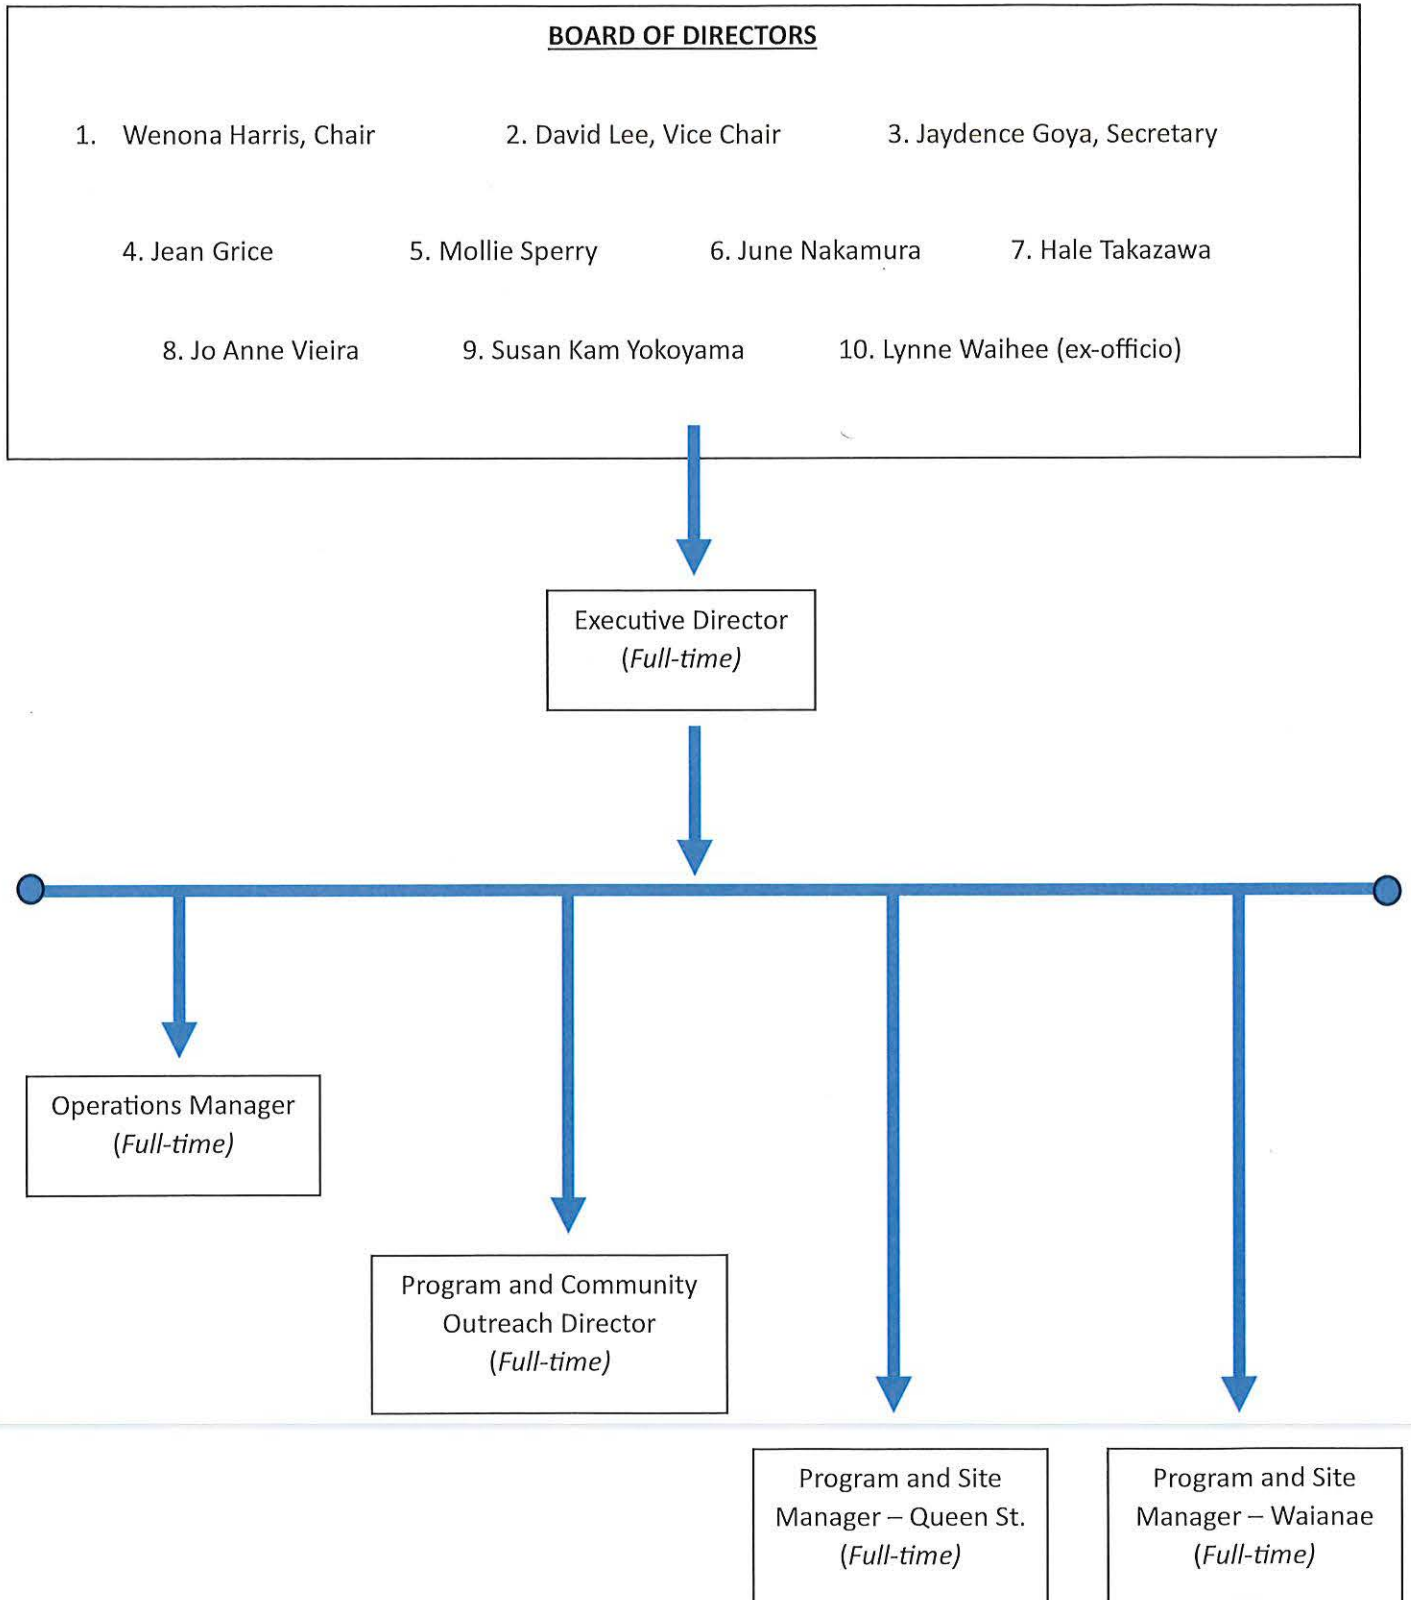 BOARD OF DIRECTORS
1. Wenona Harris, Chair 2. David Lee, Vice Chair 3. Jaydence Goya, Secretary
4. Jean Grice 5. Mollie Sperry 6. June Nakamura 7. Hale Takazawa
8. Jo Anne Vieira 9. Susan Kam Yokoyama 10. Lynne Waihee (ex-officio)
Executive Director
(Full-time)
Operations Manager
(Full-time)
Program and Community
Outreach Director
(Full-time)
Program and Site
Manager – Queen St.
(Full-time)
Program and Site
Manager – Waianae
(Full-time)